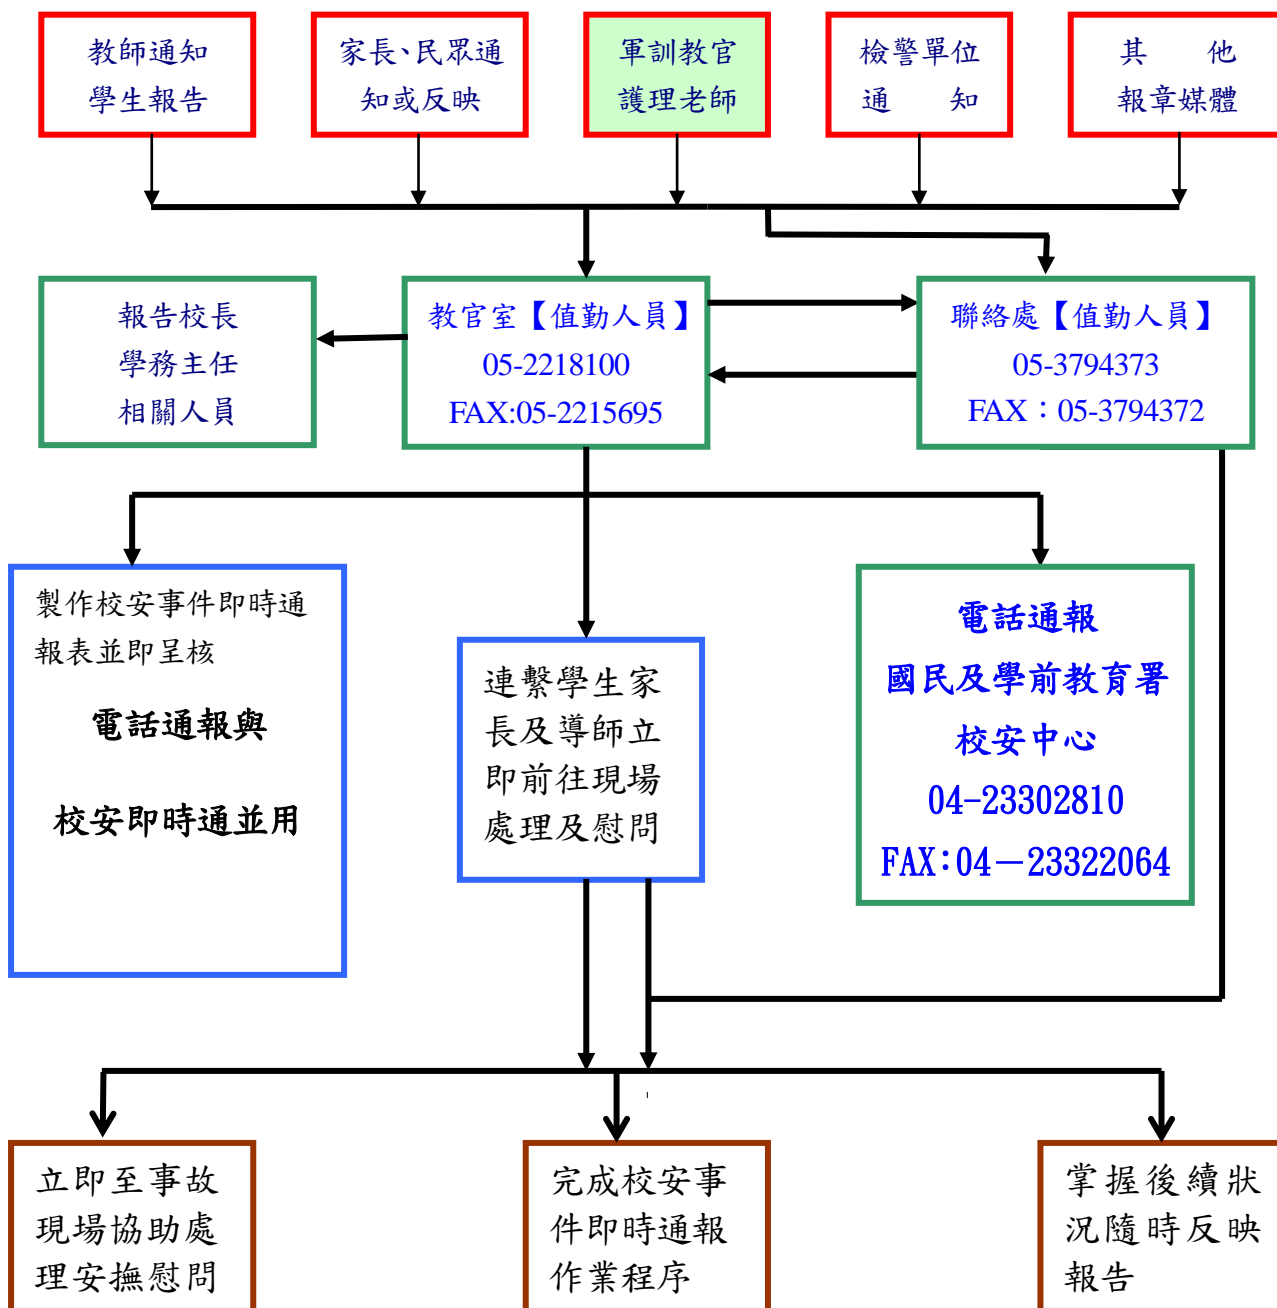 教師通知
學生報告
家長、民眾通
知或反映
軍訓教官
護理老師
檢警單位
通　知
其　他
報章媒體
報告校長
學務主任
相關人員
教官室【值勤人員】
05-2218100
FAX:05-2215695
聯絡處【值勤人員】
05-3794373
FAX：05-3794372
製作校安事件即時通
報表並即呈核
電話通報與
校安即時通並用
連繫學生家
長及導師立
即前往現場
處理及慰問
電話通報
國民及學前教育署
校安中心
04-23302810
FAX:04－23322064
立即至事故
現場協助處
理安撫慰問
完成校安事
件即時通報
作業程序
掌握後續狀
況隨時反映
報告